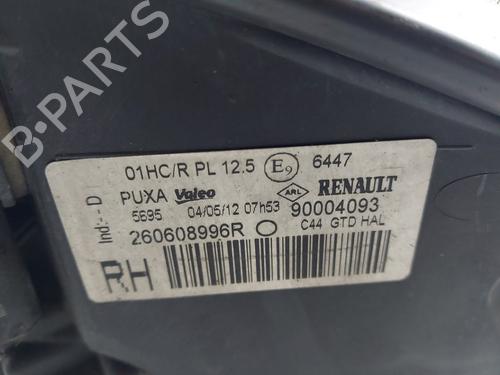 01HC/R PL 12.5 E9 6447
PUXA Valeo ARL RENAULT
5695 04/05/12 07h53 90004093
260608996R C44 GTD HAL
Ind:- D
RH
B-PARTS